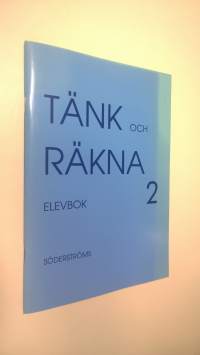 TÄNK OCH
RÄKNA
ELEVBOK 2
SÖDERSTRÖMS